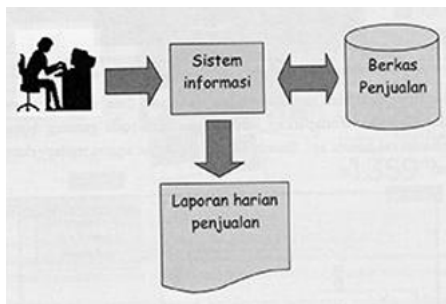 Sistem
informasi
Berkas
Penjualan
Laporan harian
penjualan